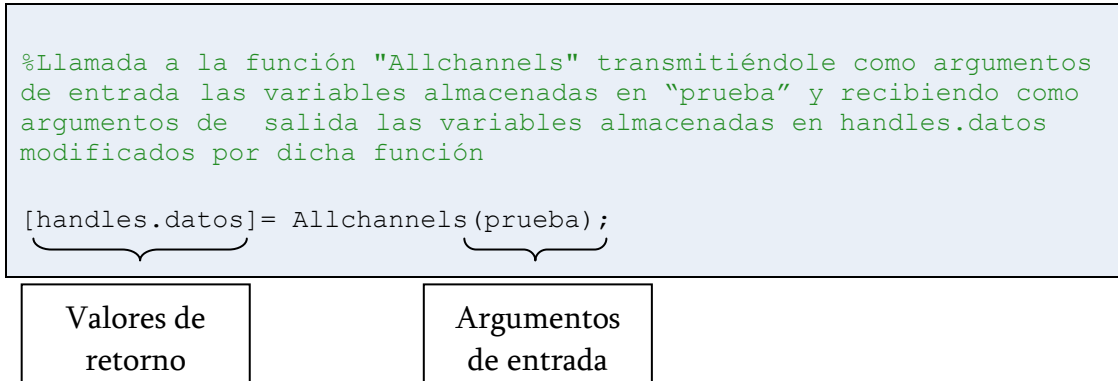 %Llamada a la función "Allchannels" transmitiéndole como argumentos
de entrada las variables almacenadas en “prueba” y recibiendo como
argumentos de  salida las variables almacenadas en handles.datos
modificados por dicha función
[handles.datos]= Allchannels(prueba);
Valores de
retorno
Argumentos
de entrada